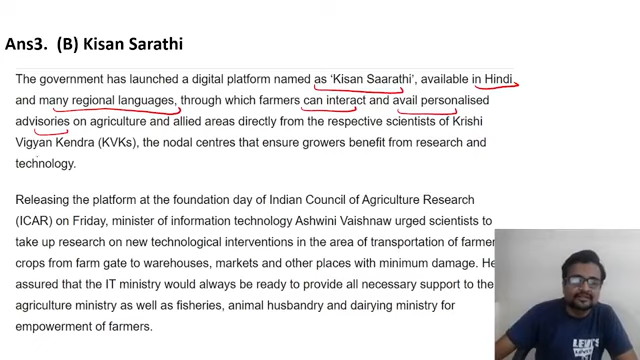 Ans3. (B) Kisan Sarathi
The government has launched a digital platform named as 'Kisan Saarathi', available in Hindi
and many regional languages, through which farmers can interact and avail personalised
advisories on agriculture and allied areas directly from the respective scientists of Krishi
Vigyan Kendra (KVKs), the nodal centres that ensure growers benefit from research and
technology.
Releasing the platform at the foundation day of Indian Council of Agriculture Research
(ICAR) on Friday, minister of information technology Ashwini Vaishnaw urged scientists to
take up research on new technological interventions in the area of transportation of farmer
crops from farm gate to warehouses, markets and other places with minimum damage. He
assured that the IT ministry would always be ready to provide all necessary support to the
agriculture ministry as well as fisheries, animal husbandry and dairying ministry for
empowerment of farmers.
LEVI'S